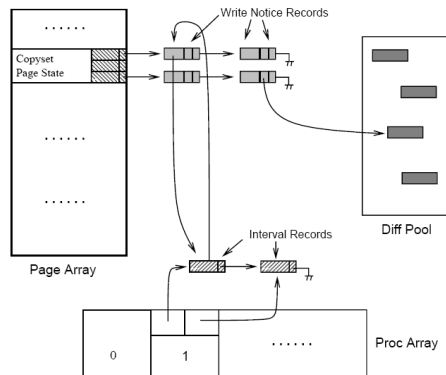 Write Notice Records
. . . . . .
Copyset
Page State
. . . . . .
. . . . . .
Interval Records
Diff Pool
Page Array
Proc Array
. . . . . .
0
1